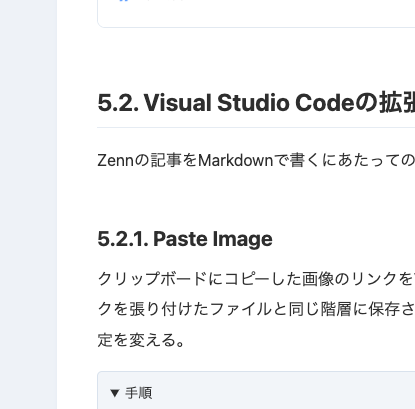 5.2. Visual Studio Codeの拡張
Zennの記事をMarkdownで書くにあたっての
5.2.1. Paste Image
クリップボードにコピーした画像のリンクを
クを張り付けたファイルと同じ階層に保存さ
定を変える。
▼ 手順